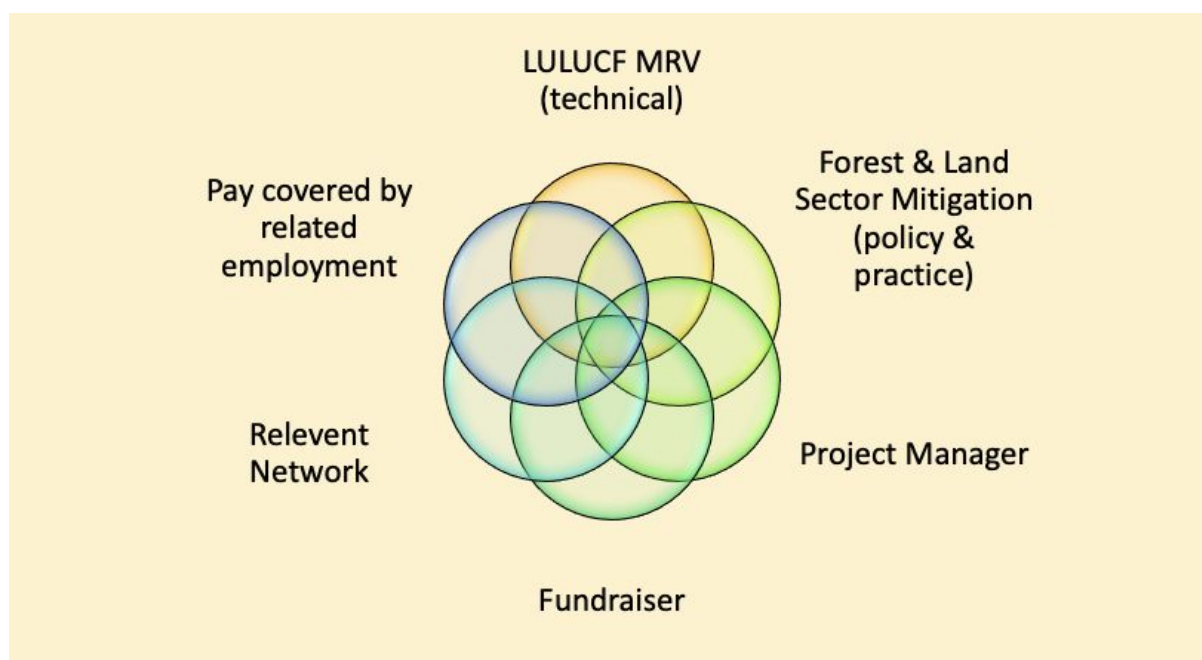 LULUCF MRV
(technical)
Forest & Land
Sector Mitigation
(policy &
practice)
Pay covered by
related
employment
Relevent
Network
Project Manager
Fundraiser